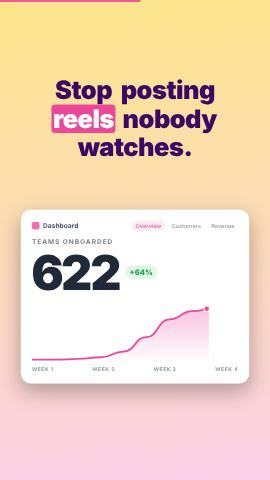 Stop posting
reels nobody
watches.
Dashboard
Overview Customers Revenue
TEAMS ONBOARDED
622 +64%
WEEK 1 WEEK 2 WEEK 3 WEEK 4